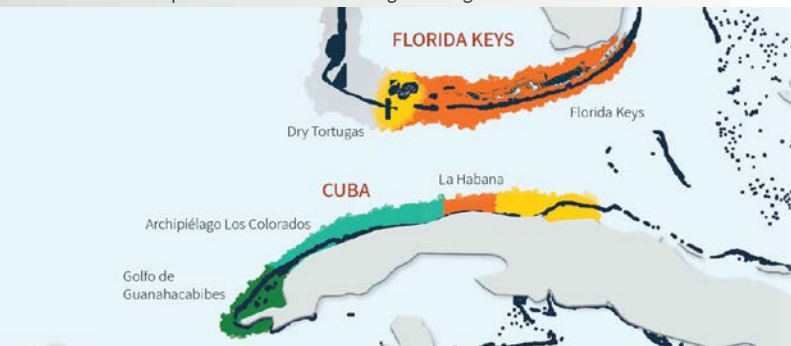 FLORIDA KEYS
Florida Keys
Dry Tortugas
La Habana
CUBA
Archipiélago Los Colorados
Golfo de
Guanahacabibes